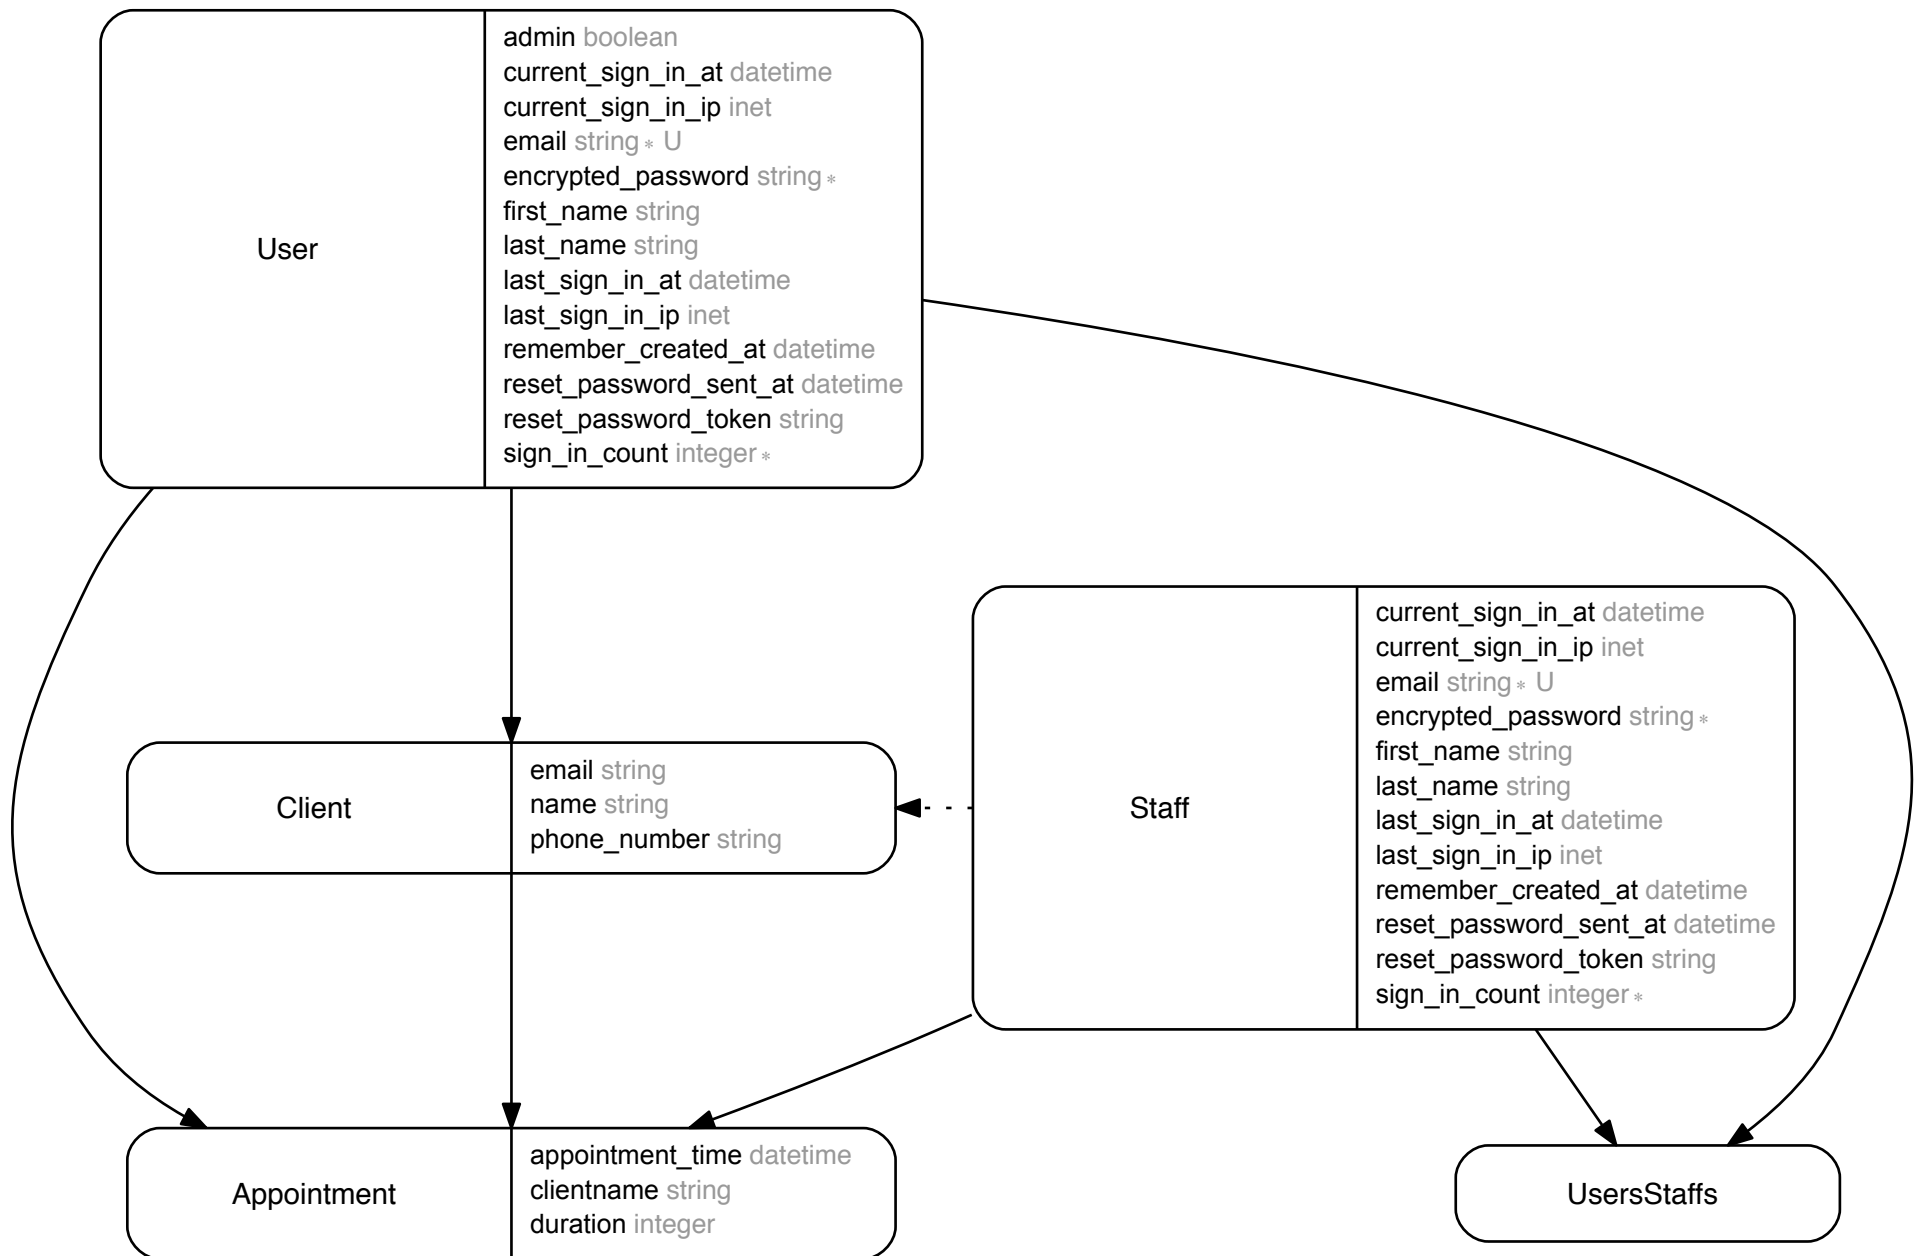 User
admin boolean
current_sign_in_at datetime
current_sign_in_ip inet
email string * U
encrypted_password string *
first_name string
last_name string
last_sign_in_at datetime
last_sign_in_ip inet
remember_created_at datetime
reset_password_sent_at datetime
reset_password_token string
sign_in_count integer *
Client
email string
name string
phone_number string
Staff
current_sign_in_at datetime
current_sign_in_ip inet
email string * U
encrypted_password string *
first_name string
last_name string
last_sign_in_at datetime
last_sign_in_ip inet
remember_created_at datetime
reset_password_sent_at datetime
reset_password_token string
sign_in_count integer *
Appointment
appointment_time datetime
clientname string
duration integer
UsersStaffs